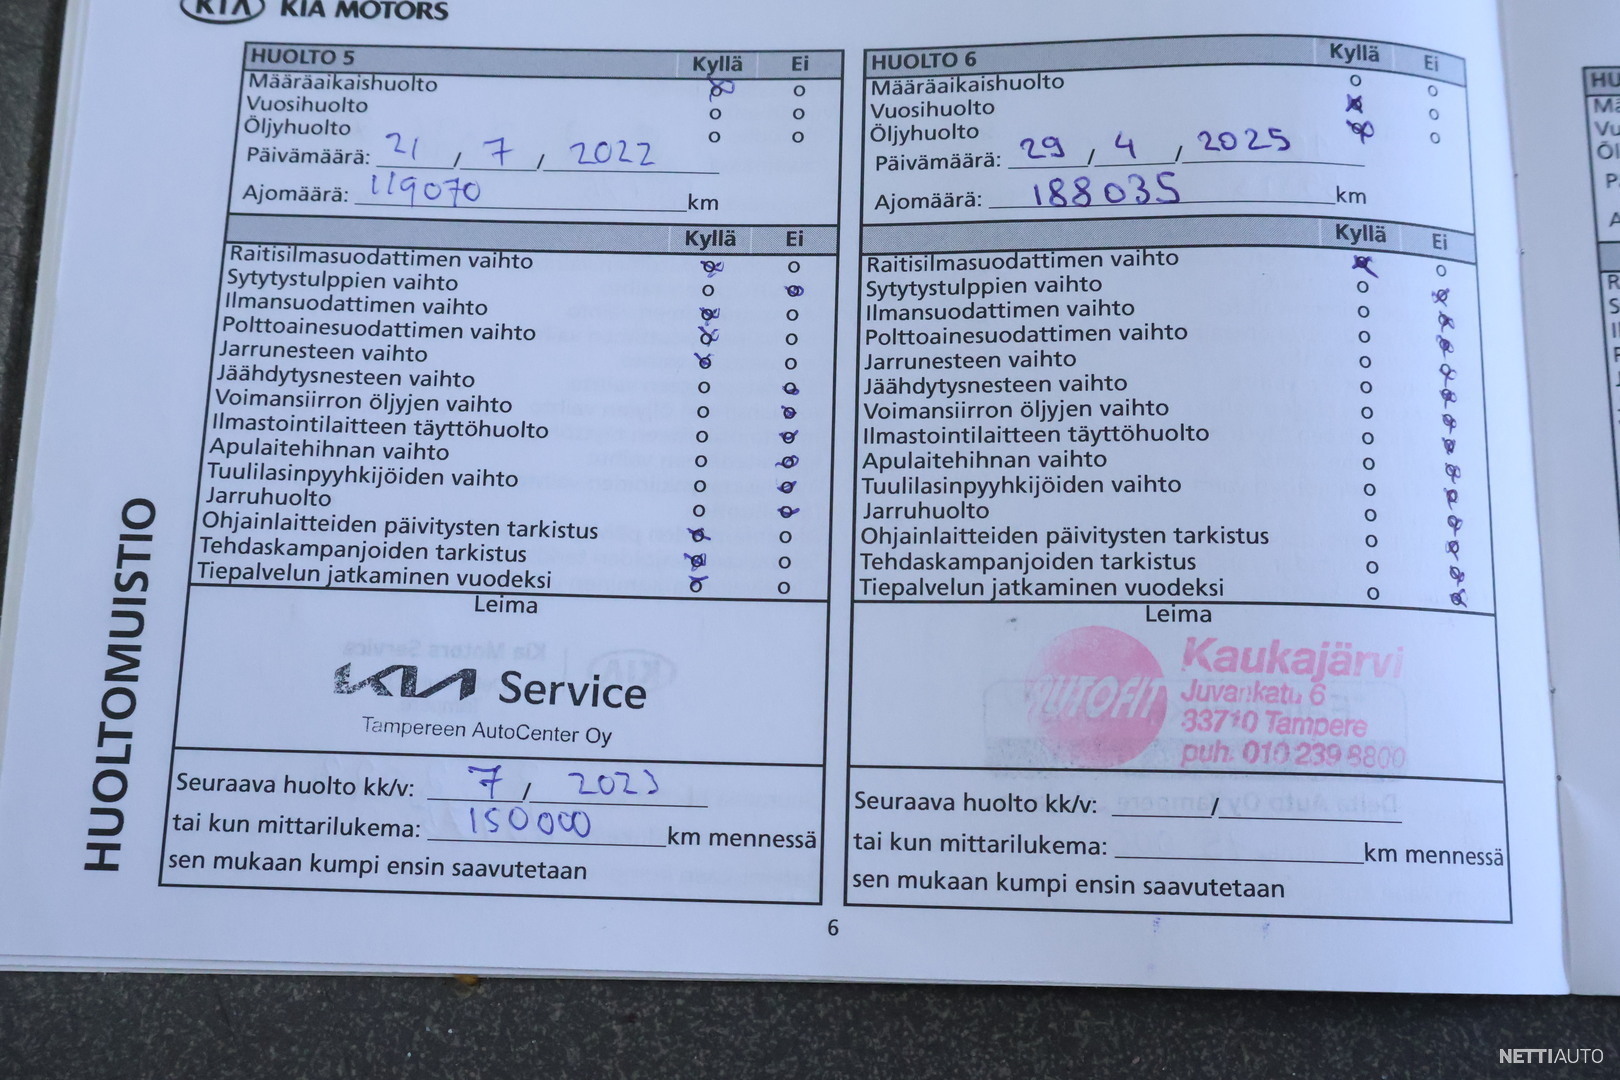 KIA KIA MOTORS
HUOLTOMUISTIO
HUOLTO 5 Kyllä Ei
Määräaikaishuolto
Vuosihuolto
Öljyhuolto
Päivämäärä: 21 / 7 / 2022
Ajomäärä: 119070 km
Kyllä Ei
Raitisilmasuodattimen vaihto
Sytytystulppien vaihto
Ilmansuodattimen vaihto
Polttoainesuodattimen vaihto
Jarrunesteen vaihto
Jäähdytysnesteen vaihto
Voimansiirron öljyjen vaihto
Ilmastointilaitteen täyttöhuolto
Apulaitehihnan vaihto
Tuulilasinpyyhkijöiden vaihto
Jarruhuolto
Ohjainlaitteiden päivitysten tarkistus
Tehdaskampanjoiden tarkistus
Tiepalvelun jatkaminen vuodeksi
Leima
KIA Service
Tampereen AutoCenter Oy
Seuraava huolto kk/v: 7 / 2023
tai kun mittarilukema: 150000 km mennessä
sen mukaan kumpi ensin saavutetaan
HUOLTO 6 Kyllä Ei
Määräaikaishuolto
Vuosihuolto
Öljyhuolto
Päivämäärä: 29 / 4 / 2025
Ajomäärä: 188035 km
Kyllä Ei
Raitisilmasuodattimen vaihto
Sytytystulppien vaihto
Ilmansuodattimen vaihto
Polttoainesuodattimen vaihto
Jarrunesteen vaihto
Jäähdytysnesteen vaihto
Voimansiirron öljyjen vaihto
Ilmastointilaitteen täyttöhuolto
Apulaitehihnan vaihto
Tuulilasinpyyhkijöiden vaihto
Jarruhuolto
Ohjainlaitteiden päivitysten tarkistus
Tehdaskampanjoiden tarkistus
Tiepalvelun jatkaminen vuodeksi
Leima
AUTOFIT
Kaukajärvi
Juvankatu 6
33710 Tampere
puh. 010 239 8800
Seuraava huolto kk/v: /
tai kun mittarilukema: km mennessä
sen mukaan kumpi ensin saavutetaan
6
NETTIAUTO